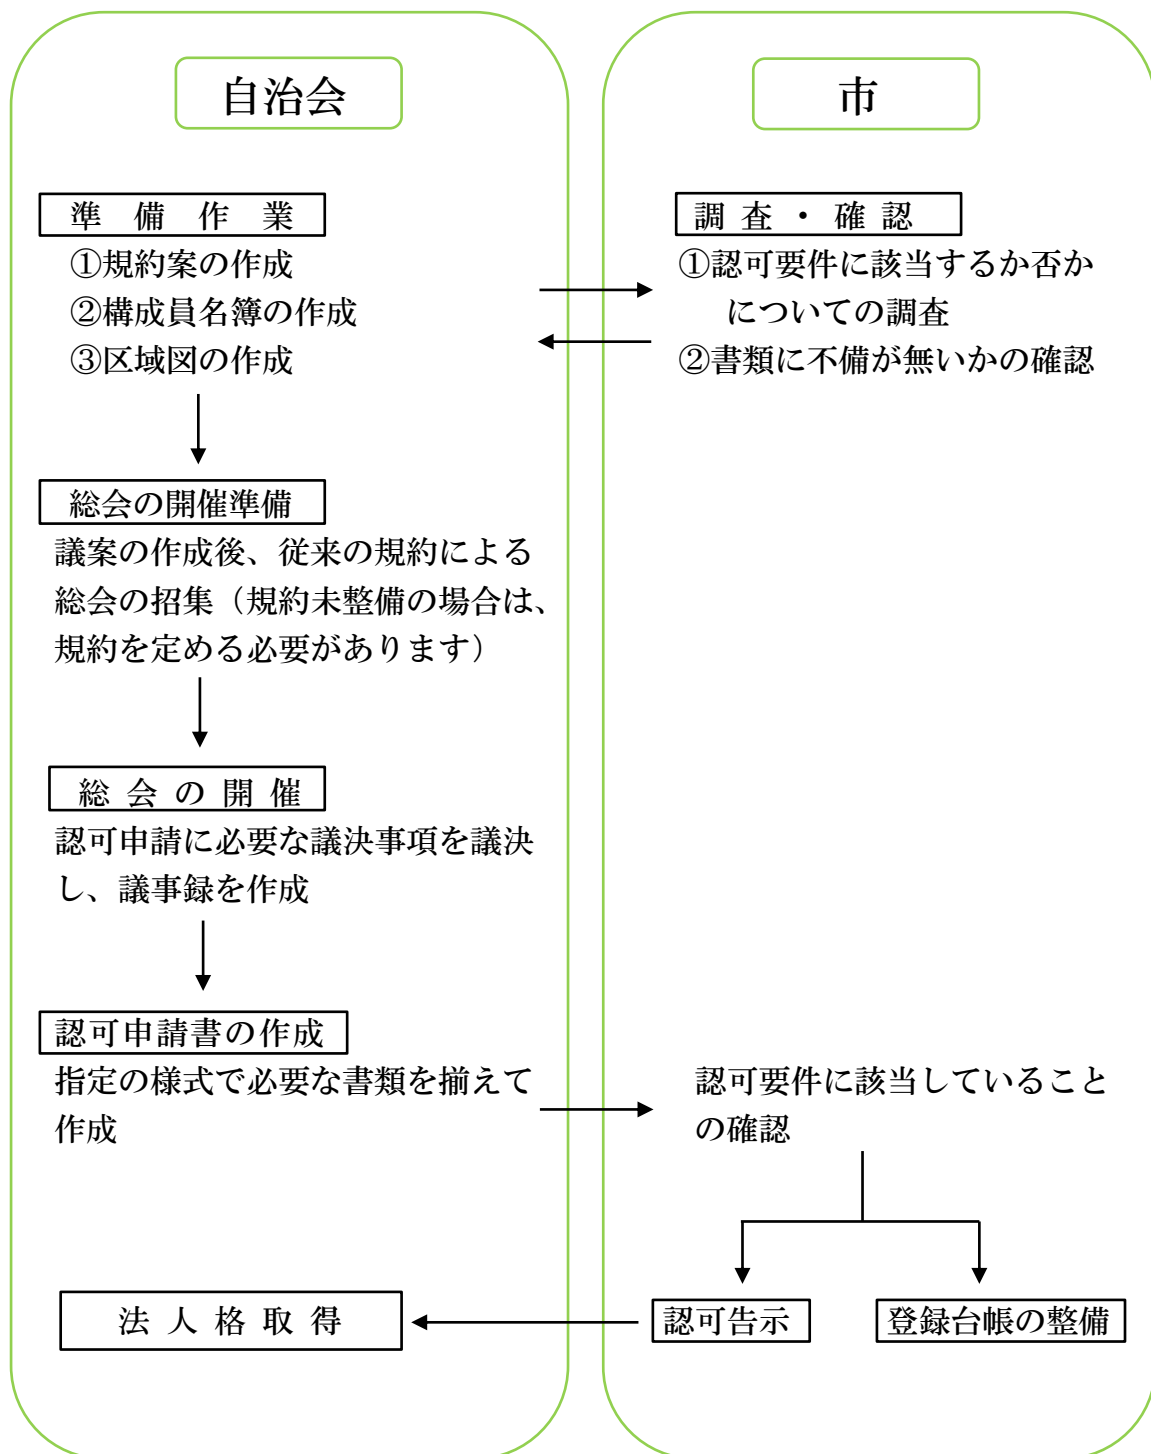 自治会
準備作業
①規約案の作成
②構成員名簿の作成
③区域図の作成
総会の開催準備
議案の作成後、従来の規約による
総会の招集（規約未整備の場合は、
規約を定める必要があります）
総会の開催
認可申請に必要な議決事項を議決
し、議事録を作成
認可申請書の作成
指定の様式で必要な書類を揃えて
作成
法人格取得
市
調査・確認
①認可要件に該当するか否か
についての調査
②書類に不備が無いかの確認
認可要件に該当していること
の確認
認可告示
登録台帳の整備